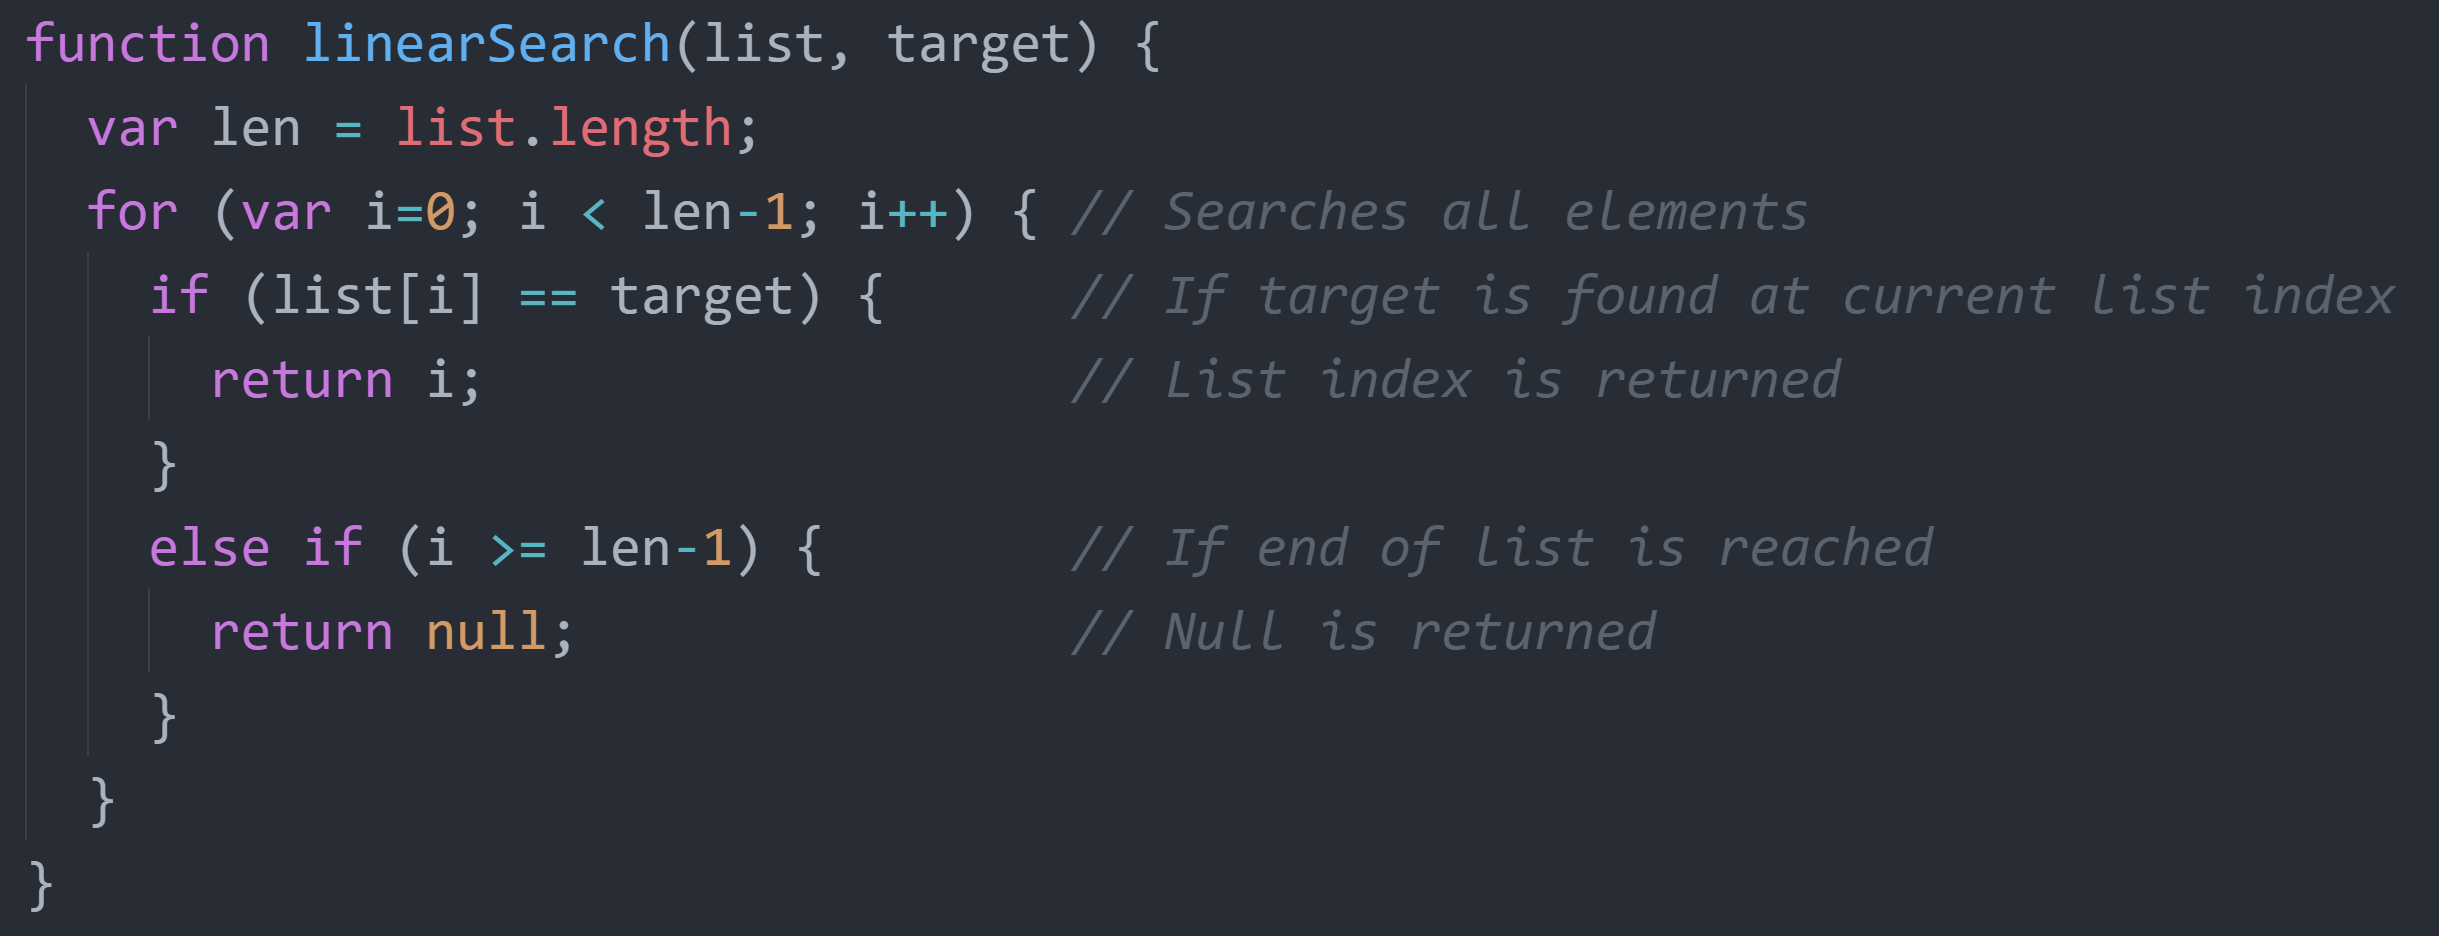 function linearSearch(list, target) {
  var len = list.length;
  for (var i=0; i < len-1; i++) { // Searches all elements
    if (list[i] == target) {      // If target is found at current list index
      return i;                   // List index is returned
    }
    else if (i >= len-1) {        // If end of list is reached
      return null;                // Null is returned
    }
  }
}